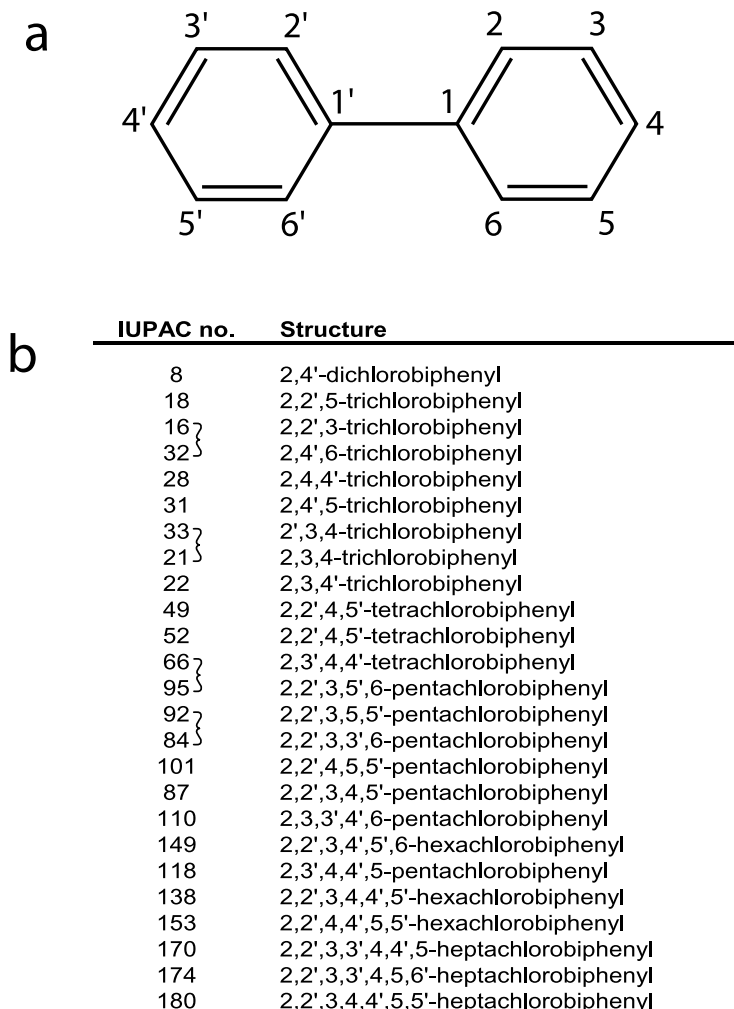 a
3' 2' 2 3
4' 1' 1 4
5' 6' 6 5
b
IUPAC no. Structure
8 2,4'-dichlorobiphenyl
18 2,2',5-trichlorobiphenyl
16 2,2',3-trichlorobiphenyl
32 2,4',6-trichlorobiphenyl
28 2,4,4'-trichlorobiphenyl
31 2,4',5-trichlorobiphenyl
33 2',3,4-trichlorobiphenyl
21 2,3,4-trichlorobiphenyl
22 2,3,4'-trichlorobiphenyl
49 2,2',4,5'-tetrachlorobiphenyl
52 2,2',4,5'-tetrachlorobiphenyl
66 2,3',4,4'-tetrachlorobiphenyl
95 2,2',3,5',6-pentachlorobiphenyl
92 2,2',3,5,5'-pentachlorobiphenyl
84 2,2',3,3',6-pentachlorobiphenyl
101 2,2',4,5,5'-pentachlorobiphenyl
87 2,2',3,4,5'-pentachlorobiphenyl
110 2,3,3',4',6-pentachlorobiphenyl
149 2,2',3,4',5',6-hexachlorobiphenyl
118 2,3',4,4',5-pentachlorobiphenyl
138 2,2',3,4,4',5'-hexachlorobiphenyl
153 2,2',4,4',5,5'-hexachlorobiphenyl
170 2,2',3,3',4,4',5-heptachlorobiphenyl
174 2,2',3,3',4,5,6'-heptachlorobiphenyl
180 2,2',3,4,4',5,5'-heptachlorobiphenyl